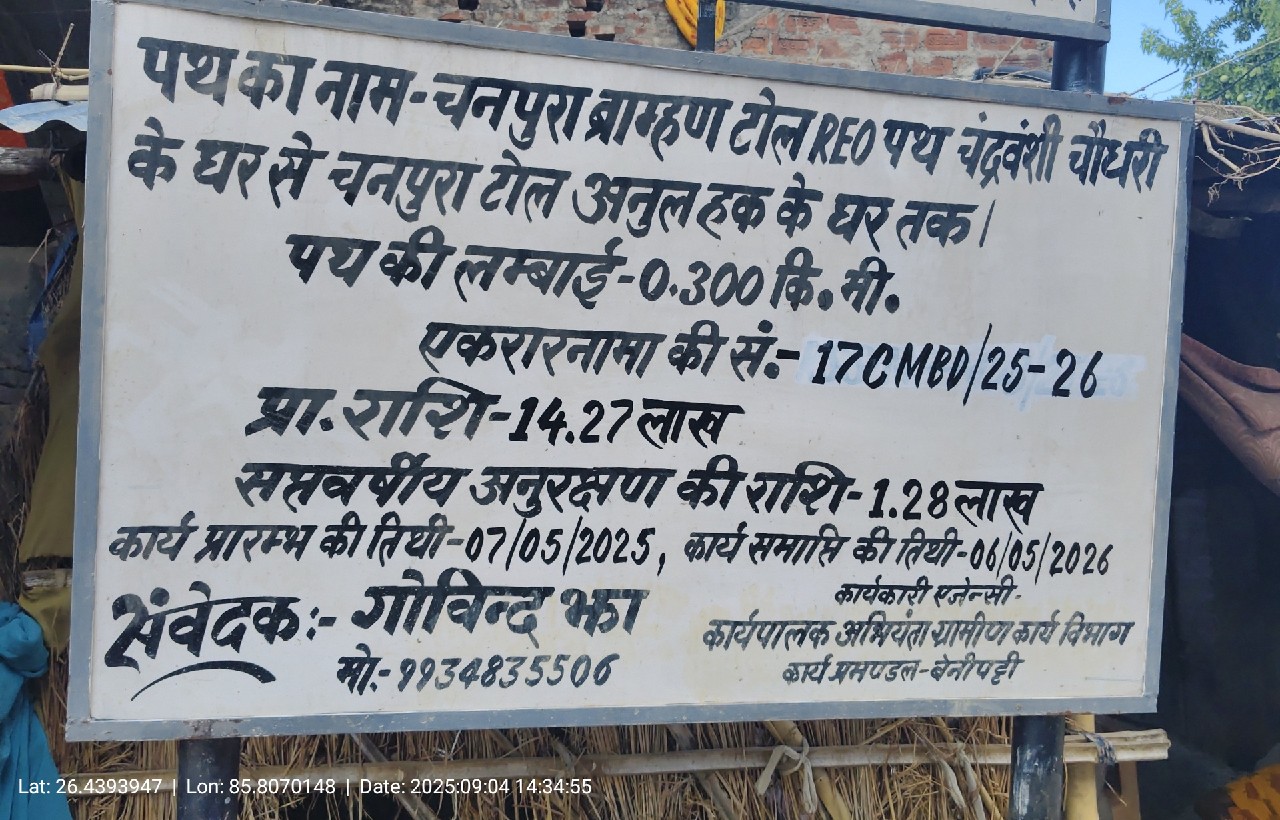 पथ का नाम-चनपुरा ब्राम्हण टोल REO पथ चंद्रवंशी चौधरी
के घर से चनपुरा टोल अनुल हक के घर तक।
पथ की लम्बाई-0.300 कि.मी.
एकरारनामा की सं.- 17CMBD/25-26
प्रा. राशि-14.27 लाख
सप्तवर्षीय अनुरक्षण की राशि-1.28 लाख
कार्य प्रारम्भ की तिथी-07/05/2025, कार्य समाप्ति की तिथी-06/05/2026
संवेदकः- गोविन्द झा
मो.- 9934835506
कार्यकारी एजेन्सी-
कार्यपालक अभियंता ग्रामीण कार्य विभाग
कार्य प्रमण्डल-बेनीपट्टी
Lat: 26.4393947 | Lon: 85.8070148 | Date: 2025:09:04 14:34:55